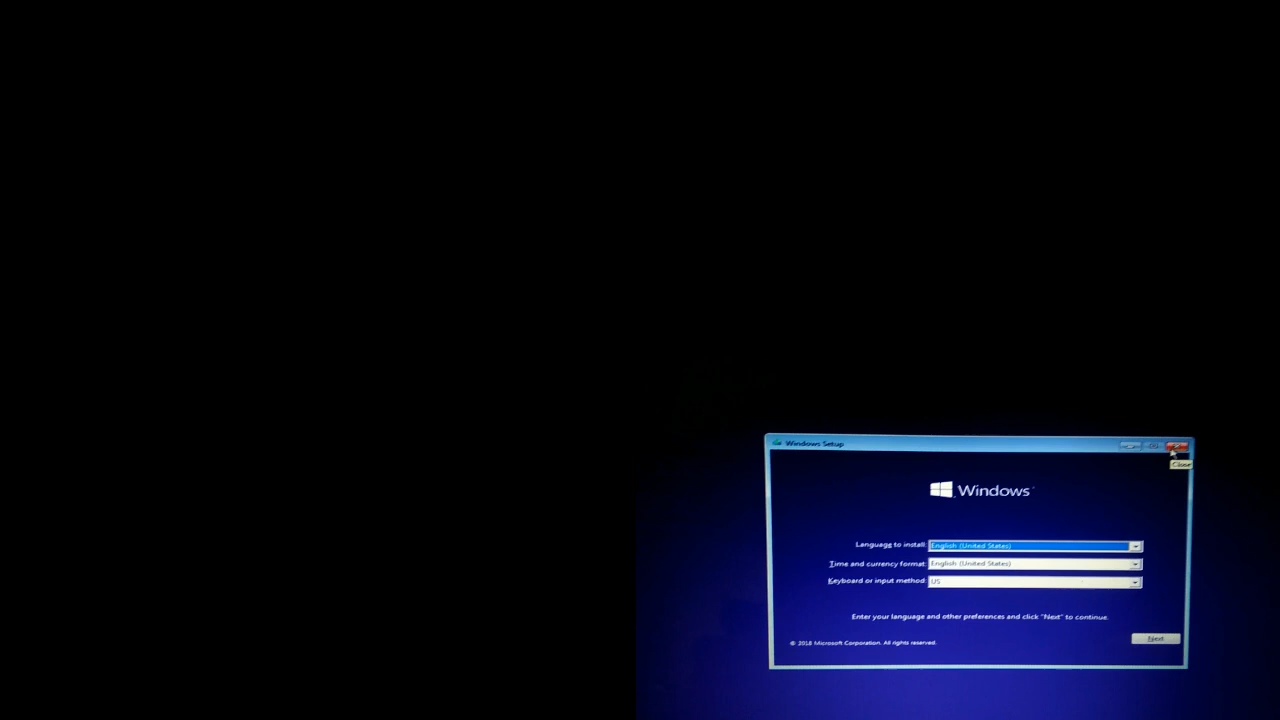 Windows Setup
Close
Windows
Language to install: English (United States)
Time and currency format: English (United States)
Keyboard or input method: US
Enter your language and other preferences and click "Next" to continue.
© 2018 Microsoft Corporation. All rights reserved.
Next